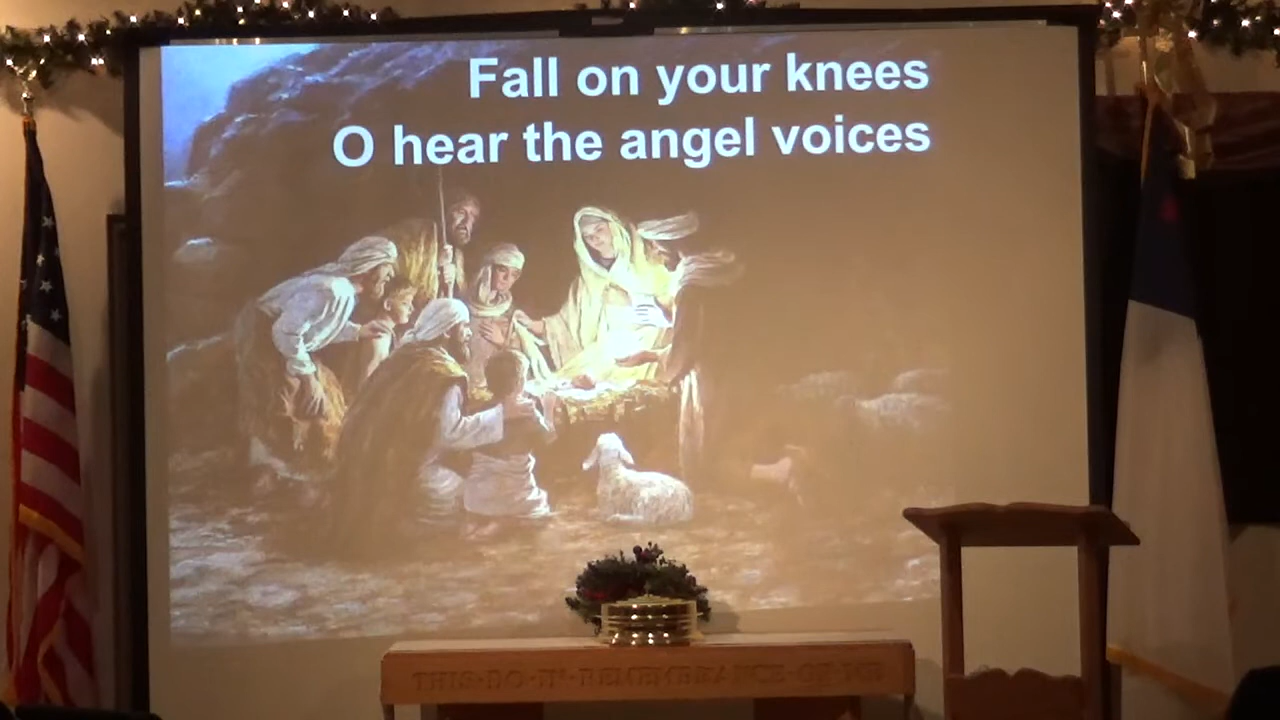 Fall on your knees
O hear the angel voices
THIS·DO·IN·REMEMBRANCE·OF·ME